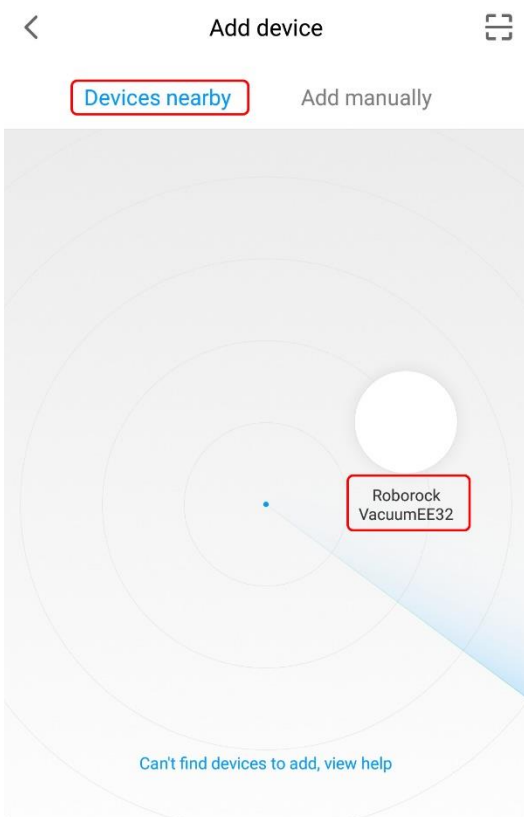 Add device
Devices nearby
Add manually
Roborock
VacuumEE32
Can't find devices to add, view help